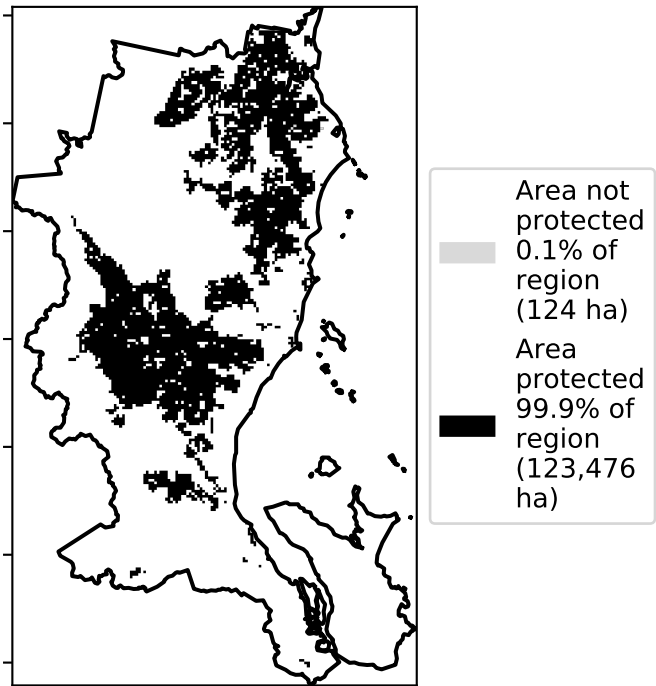 Area not
protected
0.1% of
region
(124 ha)
Area
protected
99.9% of
region
(123,476
ha)